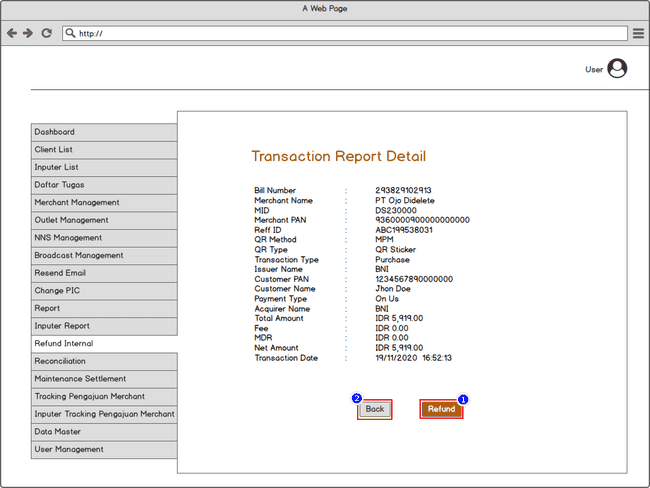 A Web Page
http://
User
Dashboard
Client List
Inputer List
Daftar Tugas
Merchant Management
Outlet Management
NNS Management
Broadcast Management
Resend Email
Change PIC
Report
Inputer Report
Refund Internal
Reconciliation
Maintenance Settlement
Tracking Pengajuan Merchant
Inputer Tracking Pengajuan Merchant
Data Master
User Management
Transaction Report Detail
Bill Number : 293829102913
Merchant Name : PT Ojo Didelete
MID : DS230000
Merchant PAN : 9360000900000000000
Reff ID : ABC199538031
QR Method : MPM
QR Type : QR Sticker
Transaction Type : Purchase
Issuer Name : BNI
Customer PAN : 1234567890000000
Customer Name : Jhon Doe
Payment Type : On Us
Acquirer Name : BNI
Total Amount : IDR 5,919.00
Fee : IDR 0.00
MDR : IDR 0.00
Net Amount : IDR 5,919.00
Transaction Date : 19/11/2020 16:52:13
2 Back
Refund 1